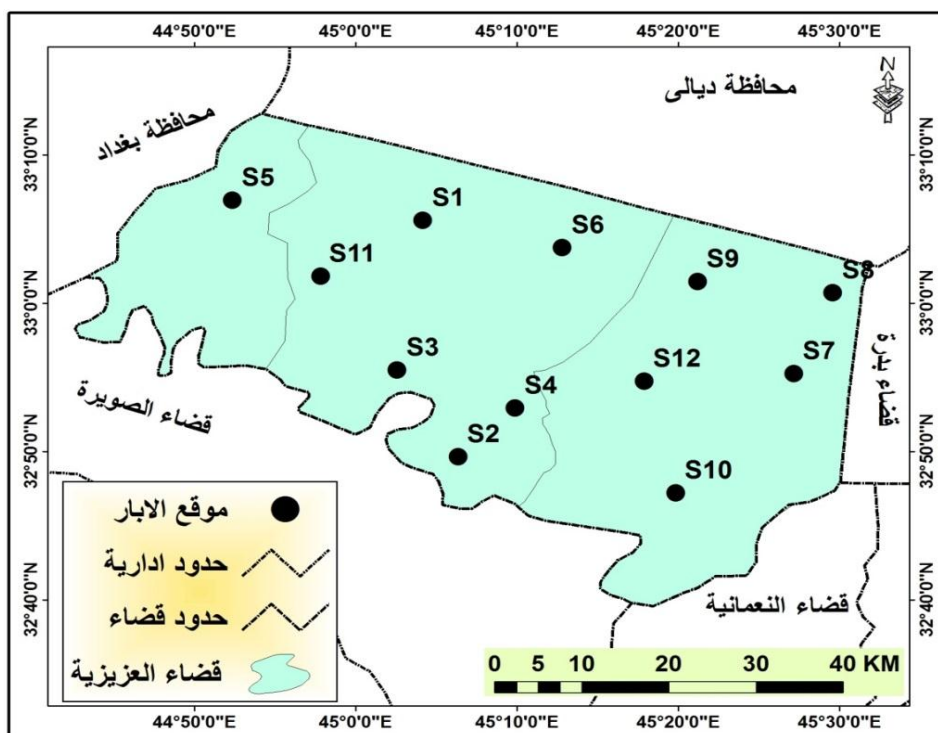 44°50'0"E 45°0'0"E 45°10'0"E 45°20'0"E 45°30'0"E
N
محافظة ديالى
محافظة بغداد
33°10'0"N 33°10'0"N
S5
S1
S6
S11
S9
S8
33°0'0"N 33°0'0"N
S3
S12
S7
قضاء بدرة
S4
قضاء الصويرة
S2
32°50'0"N 32°50'0"N
S10
موقع الابار
حدود ادارية
حدود قضاء
قضاء العزيزية
32°40'0"N 32°40'0"N
قضاء النعمانية
0 5 10 20 30 40 KM
44°50'0"E 45°0'0"E 45°10'0"E 45°20'0"E 45°30'0"E